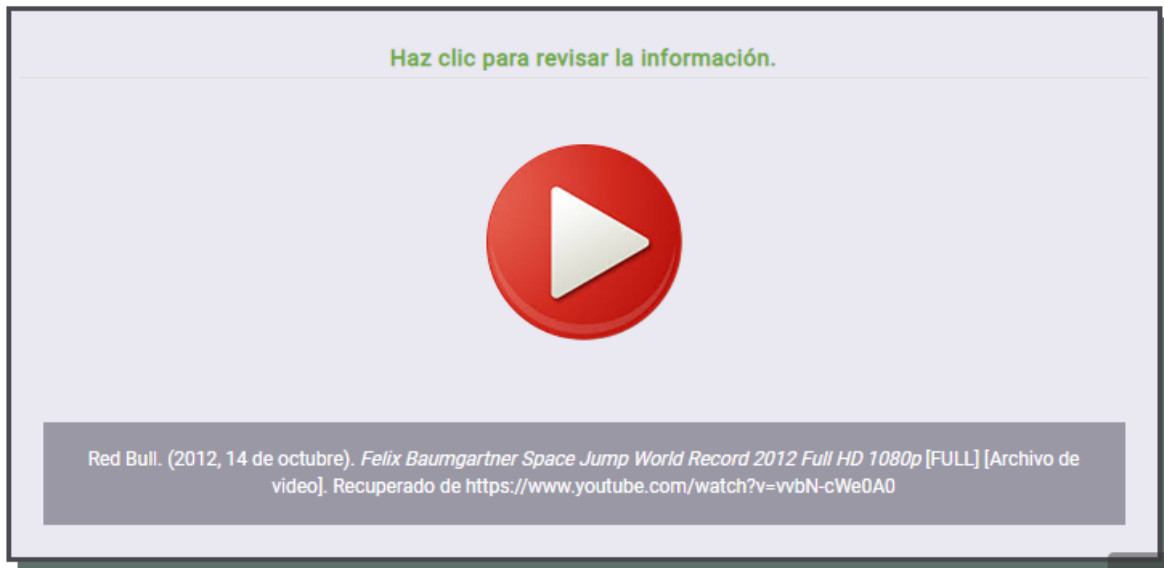 Haz clic para revisar la información.
Red Bull. (2012, 14 de octubre). Felix Baumgartner Space Jump World Record 2012 Full HD 1080p [FULL] [Archivo de
video]. Recuperado de https://www.youtube.com/watch?v=vvbN-cWe0A0